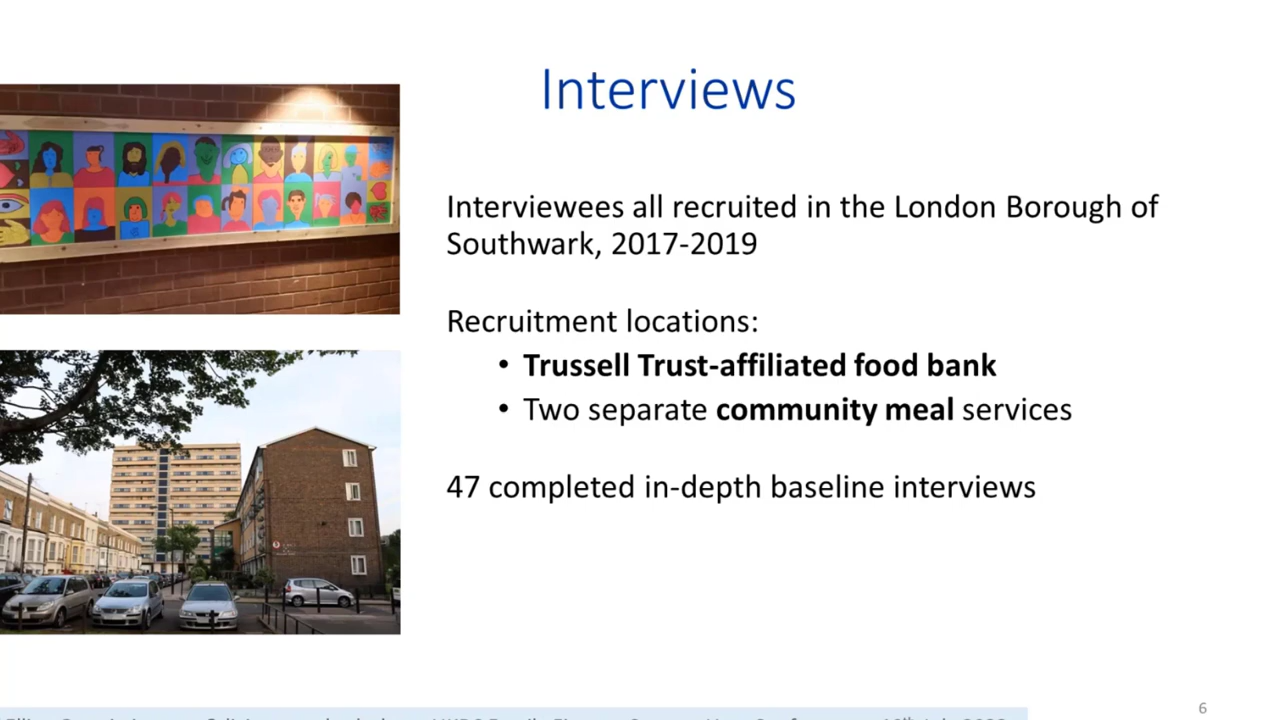 Interviews
Interviewees all recruited in the London Borough of
Southwark, 2017-2019
Recruitment locations:
• Trussell Trust-affiliated food bank
• Two separate community meal services
47 completed in-depth baseline interviews
6